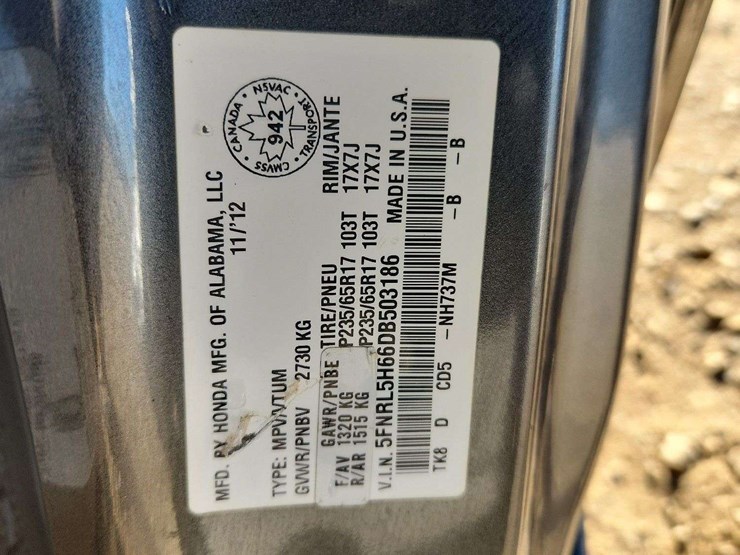 MFD. BY HONDA MFG. OF ALABAMA, LLC
11/'12
CANADA • NSVAC • TRANSPORT • CMVSS •
942
TYPE: MPV/VTUM
GVWR/PNBV 2730 KG
GAWR/PNBE TIRE/PNEU RIM/JANTE
F/AV 1320 KG P235/65R17 103T 17X7J
R/AR 1515 KG P235/65R17 103T 17X7J
V.I.N. 5FNRL5H66DB503186 MADE IN U.S.A.
TK8 D CD5 -NH737M -B -B